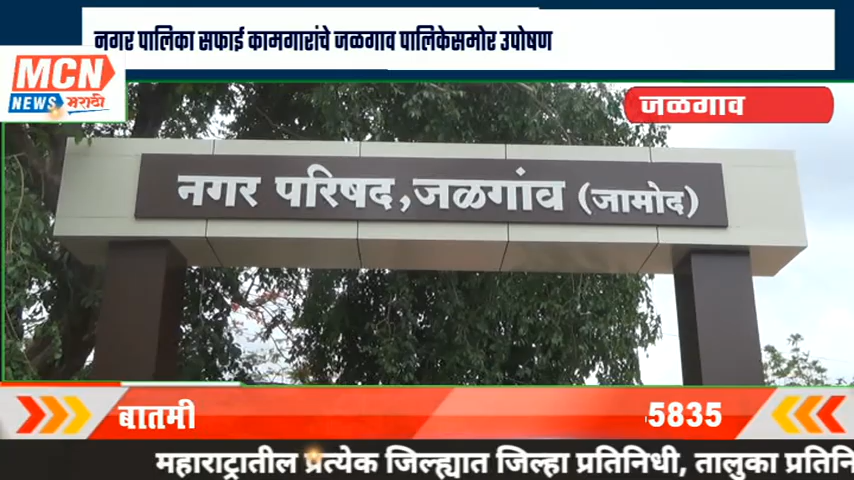 नगर पालिका सफाई कामगारांचे जळगाव पालिकेसमोर उपोषण
MCN
NEWS मराठी
जळगाव
नगर परिषद,जळगांव (जामोद)
बातमी
5835
महाराष्ट्रातील प्रत्येक जिल्ह्यात जिल्हा प्रतिनिधी, तालुका प्रतिनि